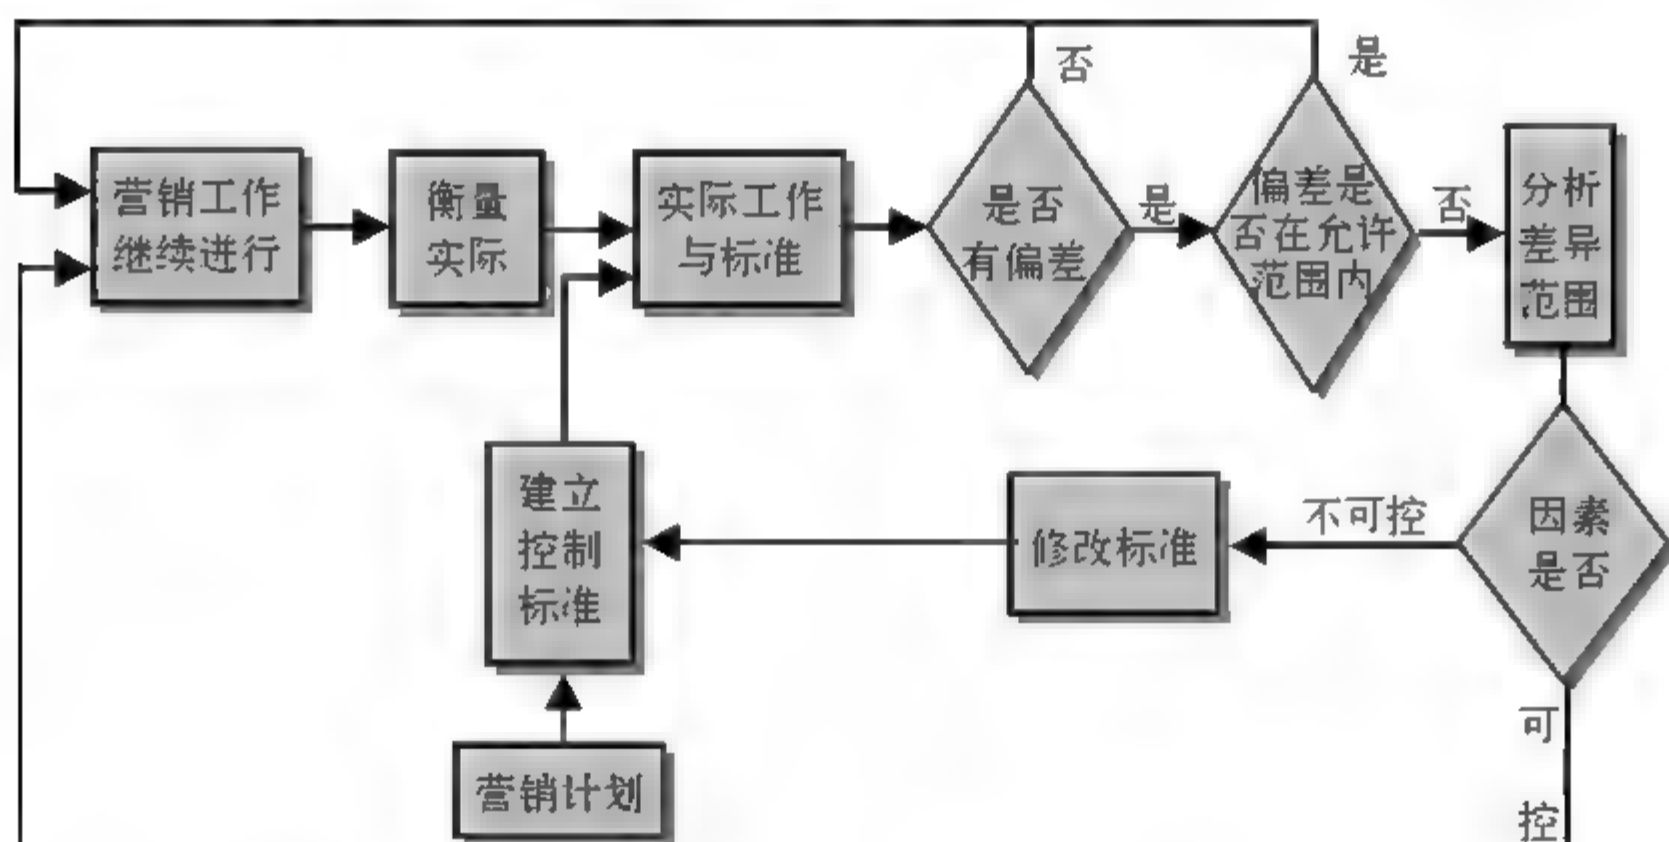 否
是
营销工作
继续进行
衡量
实际
实际工作
与标准
是否
有偏差
是
偏差是
否在允许
范围内
否
分析
差异
范围
建立
控制
标准
修改标准
不可控
因素
是否
可
控
营销计划